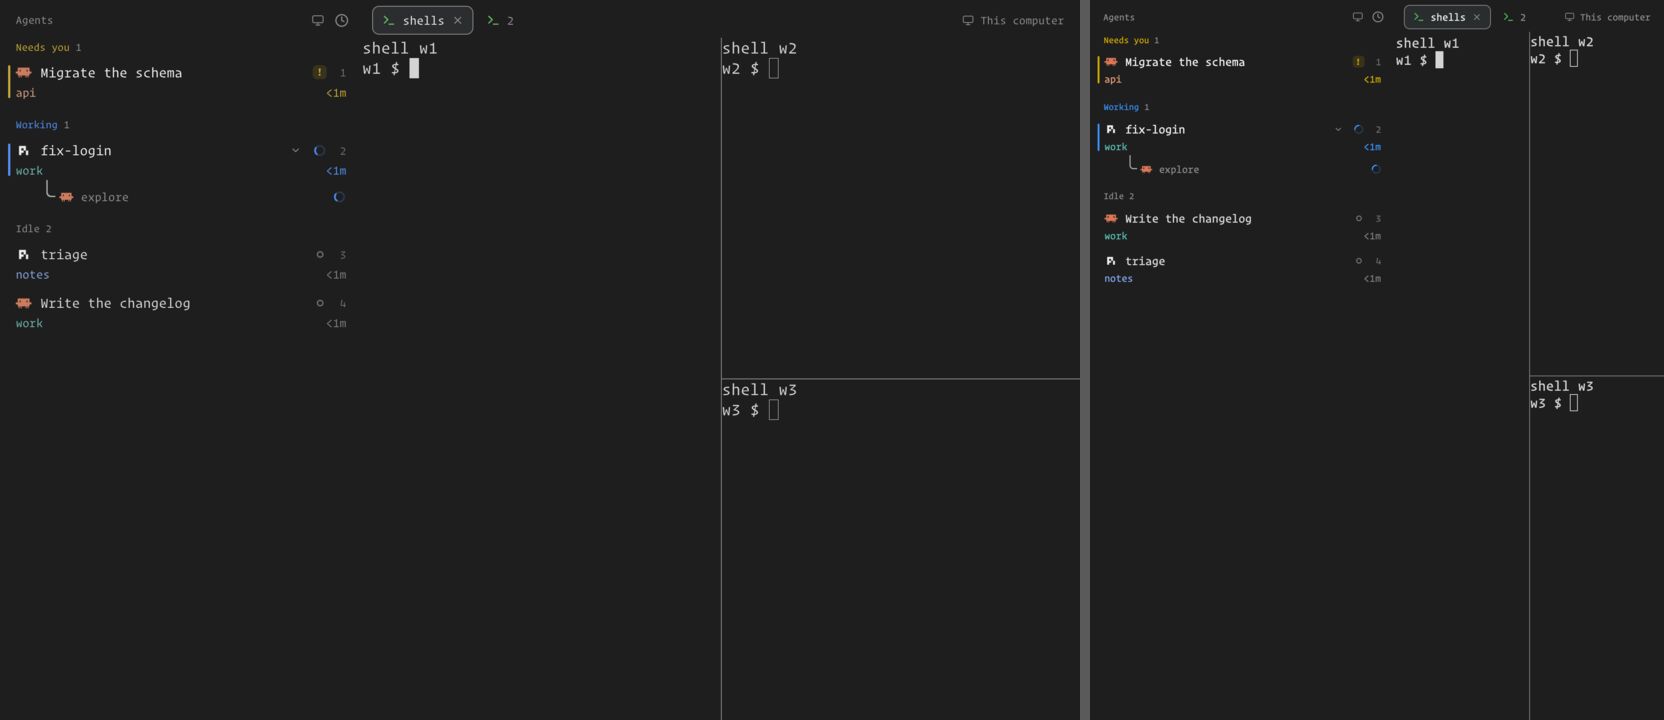 Agents
shells
2
This computer
Needs you 1
Migrate the schema ! 1
api <1m
Working 1
fix-login 2
work <1m
explore
Idle 2
triage 3
notes <1m
Write the changelog 4
work <1m
shell w1
w1 $
shell w2
w2 $
shell w3
w3 $
Agents
shells
2
This computer
Needs you 1
Migrate the schema ! 1
api <1m
Working 1
fix-login 2
work <1m
explore
Idle 2
Write the changelog 3
work <1m
triage 4
notes <1m
shell w1
w1 $
shell w2
w2 $
shell w3
w3 $